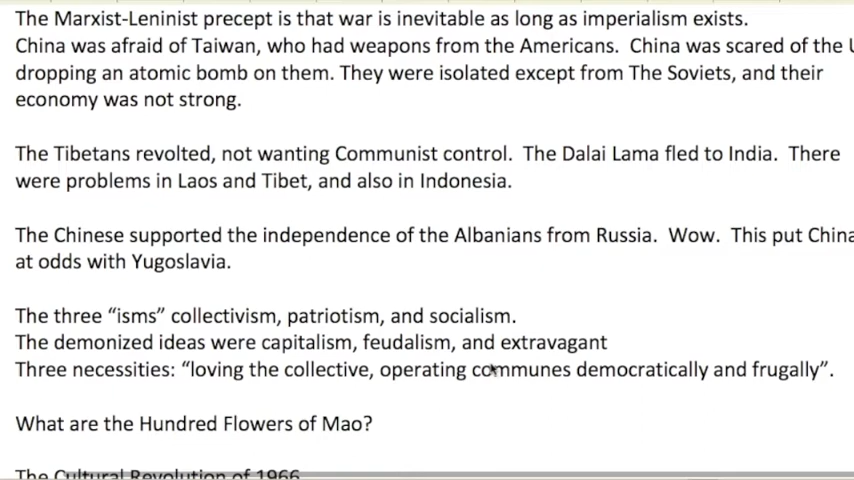 The Marxist-Leninist precept is that war is inevitable as long as imperialism exists.
China was afraid of Taiwan, who had weapons from the Americans.  China was scared of the U
dropping an atomic bomb on them. They were isolated except from The Soviets, and their
economy was not strong.
The Tibetans revolted, not wanting Communist control.  The Dalai Lama fled to India.  There
were problems in Laos and Tibet, and also in Indonesia.
The Chinese supported the independence of the Albanians from Russia.  Wow.  This put China
at odds with Yugoslavia.
The three “isms” collectivism, patriotism, and socialism.
The demonized ideas were capitalism, feudalism, and extravagant
Three necessities: “loving the collective, operating communes democratically and frugally”.
What are the Hundred Flowers of Mao?
The Cultural Revolution of 1966